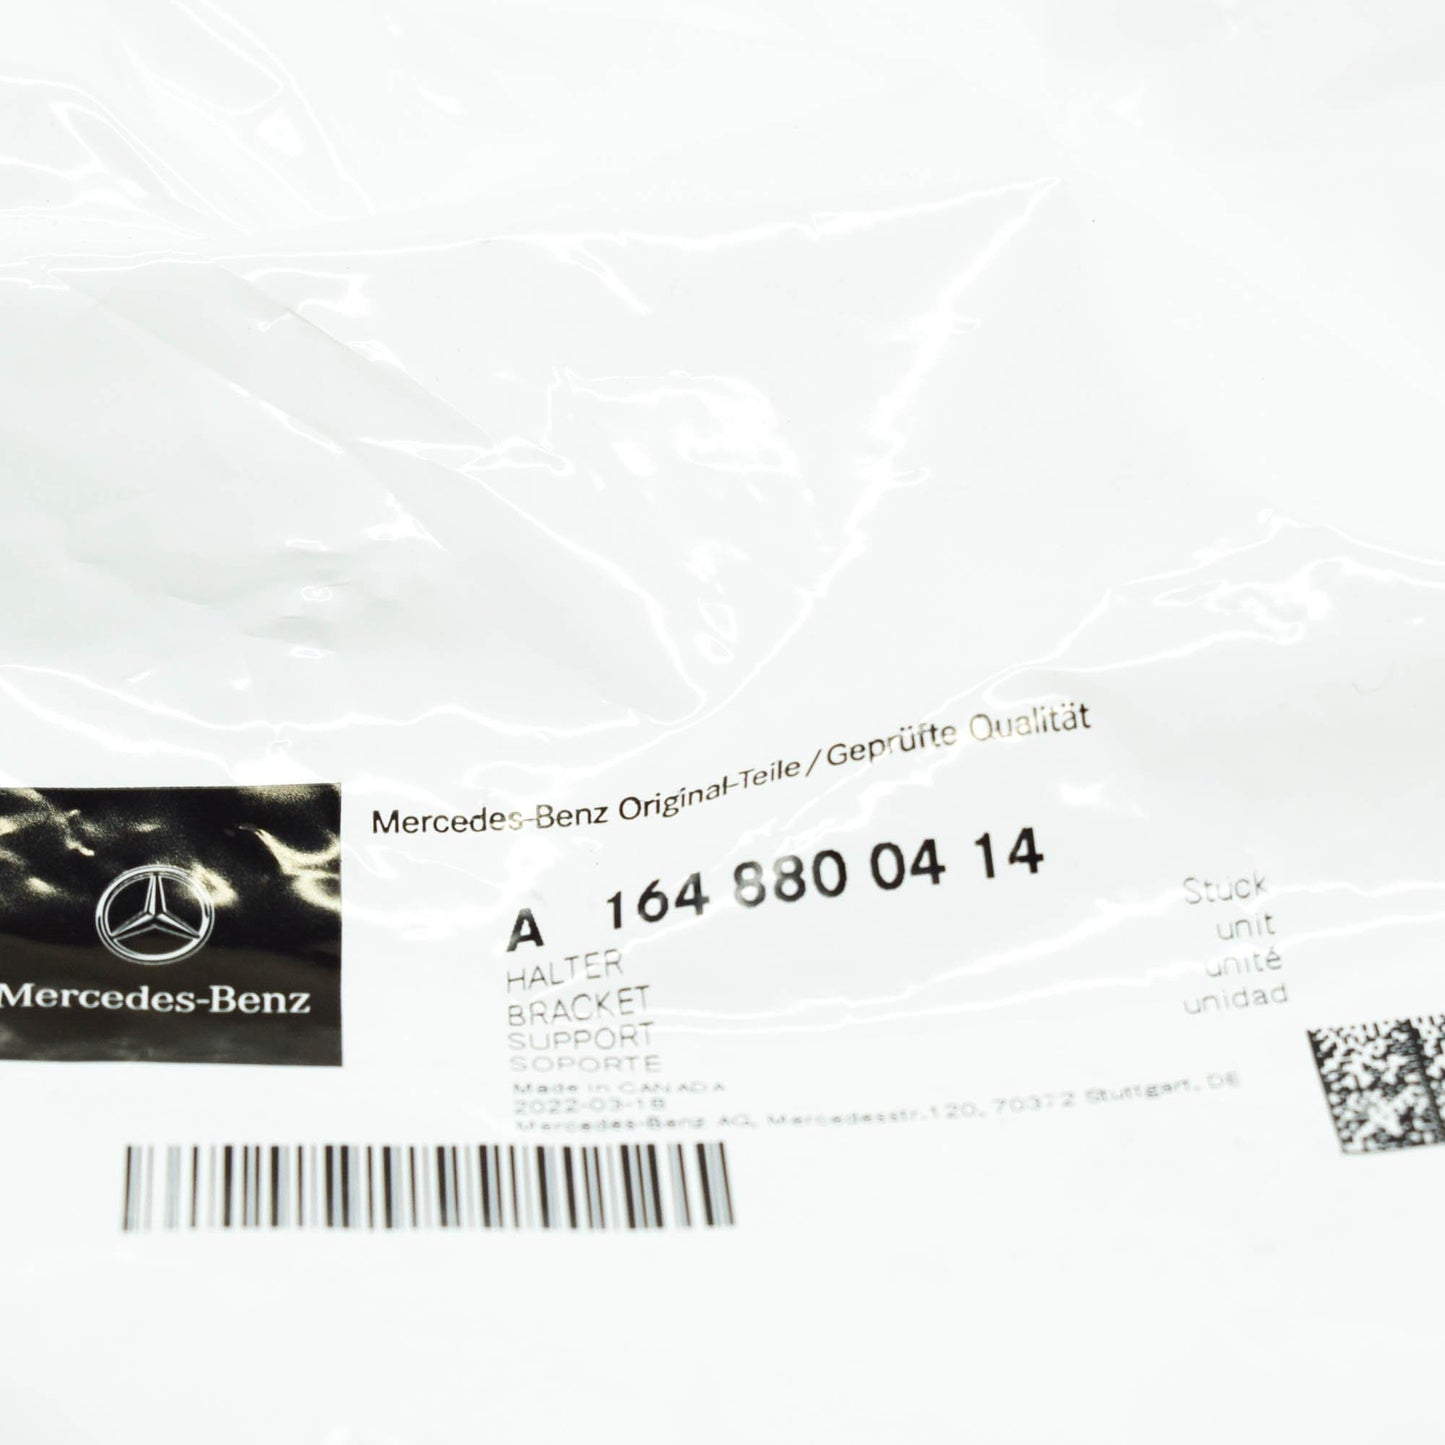 Mercedes-Benz Original-Teile/Geprüfte Qualität
Mercedes-Benz
A 164 880 04 14
HALTER
BRACKET
SUPPORT
SOPORTE
Stück
unit
unité
unidad
Made in CANADA
2022-03-18
Mercedes-Benz AG, Mercedesstr.120, 70372 Stuttgart, DE